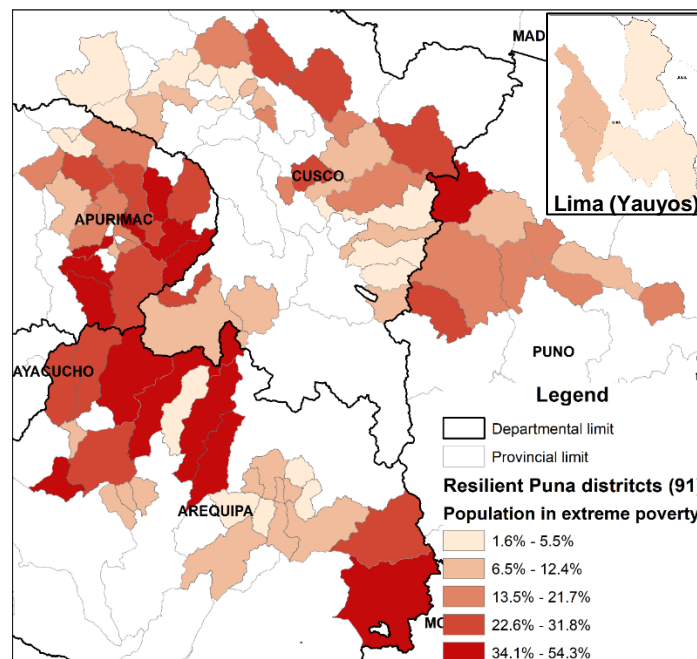 MAD
CUSCO
APURIMAC
LIMA
Lima (Yauyos)
AYACUCHO
PUNO
AREQUIPA
MO
Legend
Departmental limit
Provincial limit
Resilient Puna distritcts (91)
Population in extreme poverty
1.6% - 5.5%
6.5% - 12.4%
13.5% - 21.7%
22.6% - 31.8%
34.1% - 54.3%